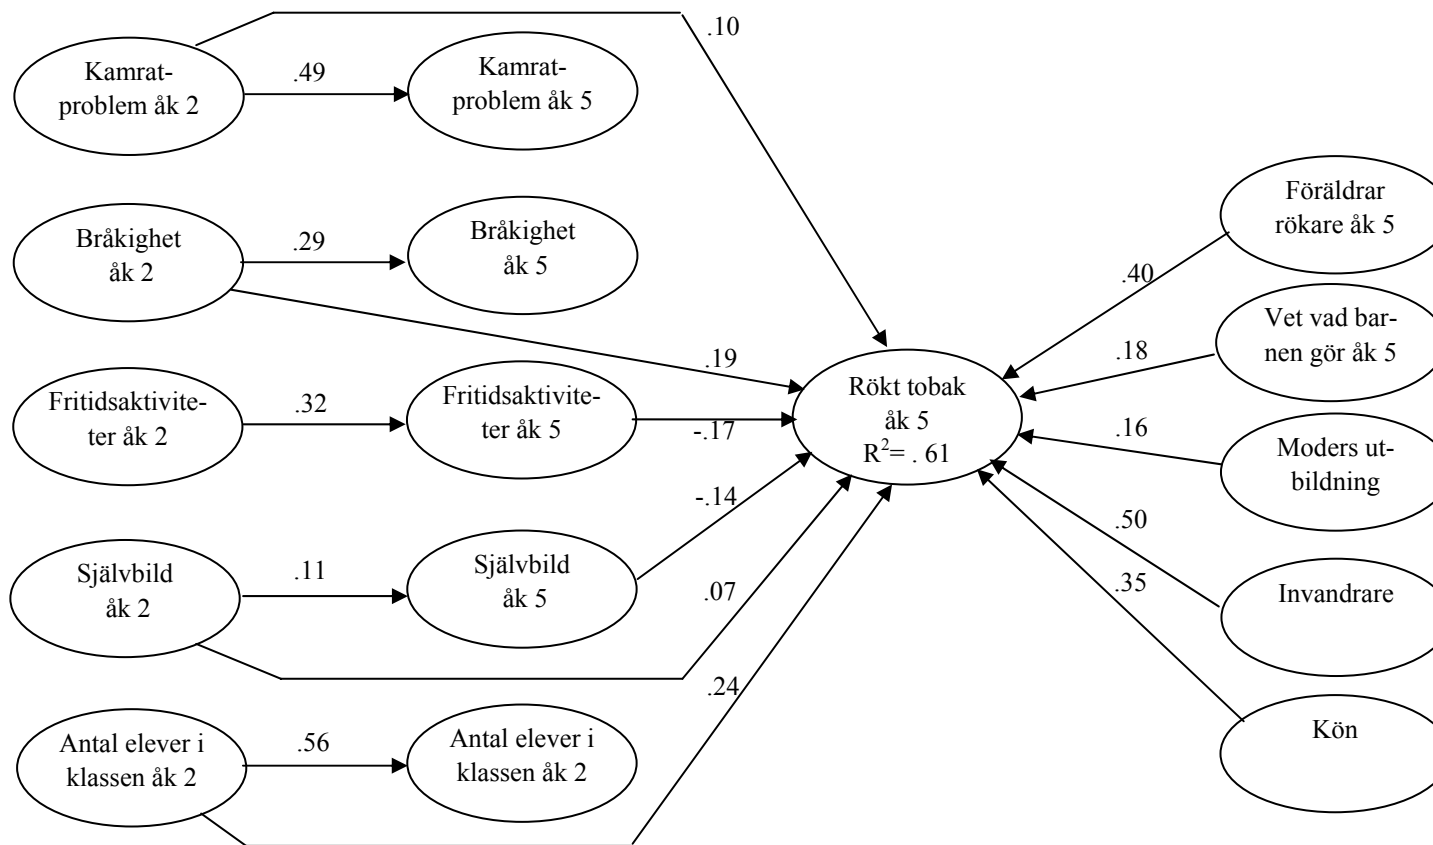 .10
Kamrat-
problem åk 2
.49
Kamrat-
problem åk 5
Bråkighet
åk 2
.29
Bråkighet
åk 5
.19
Fritidsaktivite-
ter åk 2
.32
Fritidsaktivite-
ter åk 5
-.17
Självbild
åk 2
.11
Självbild
åk 5
-.14
.07
Antal elever i
klassen åk 2
.56
Antal elever i
klassen åk 2
.24
Rökt tobak
åk 5
R²= . 61
Föräldrar
rökare åk 5
.40
Vet vad bar-
nen gör åk 5
.18
Moders ut-
bildning
.16
Invandrare
.50
Kön
.35